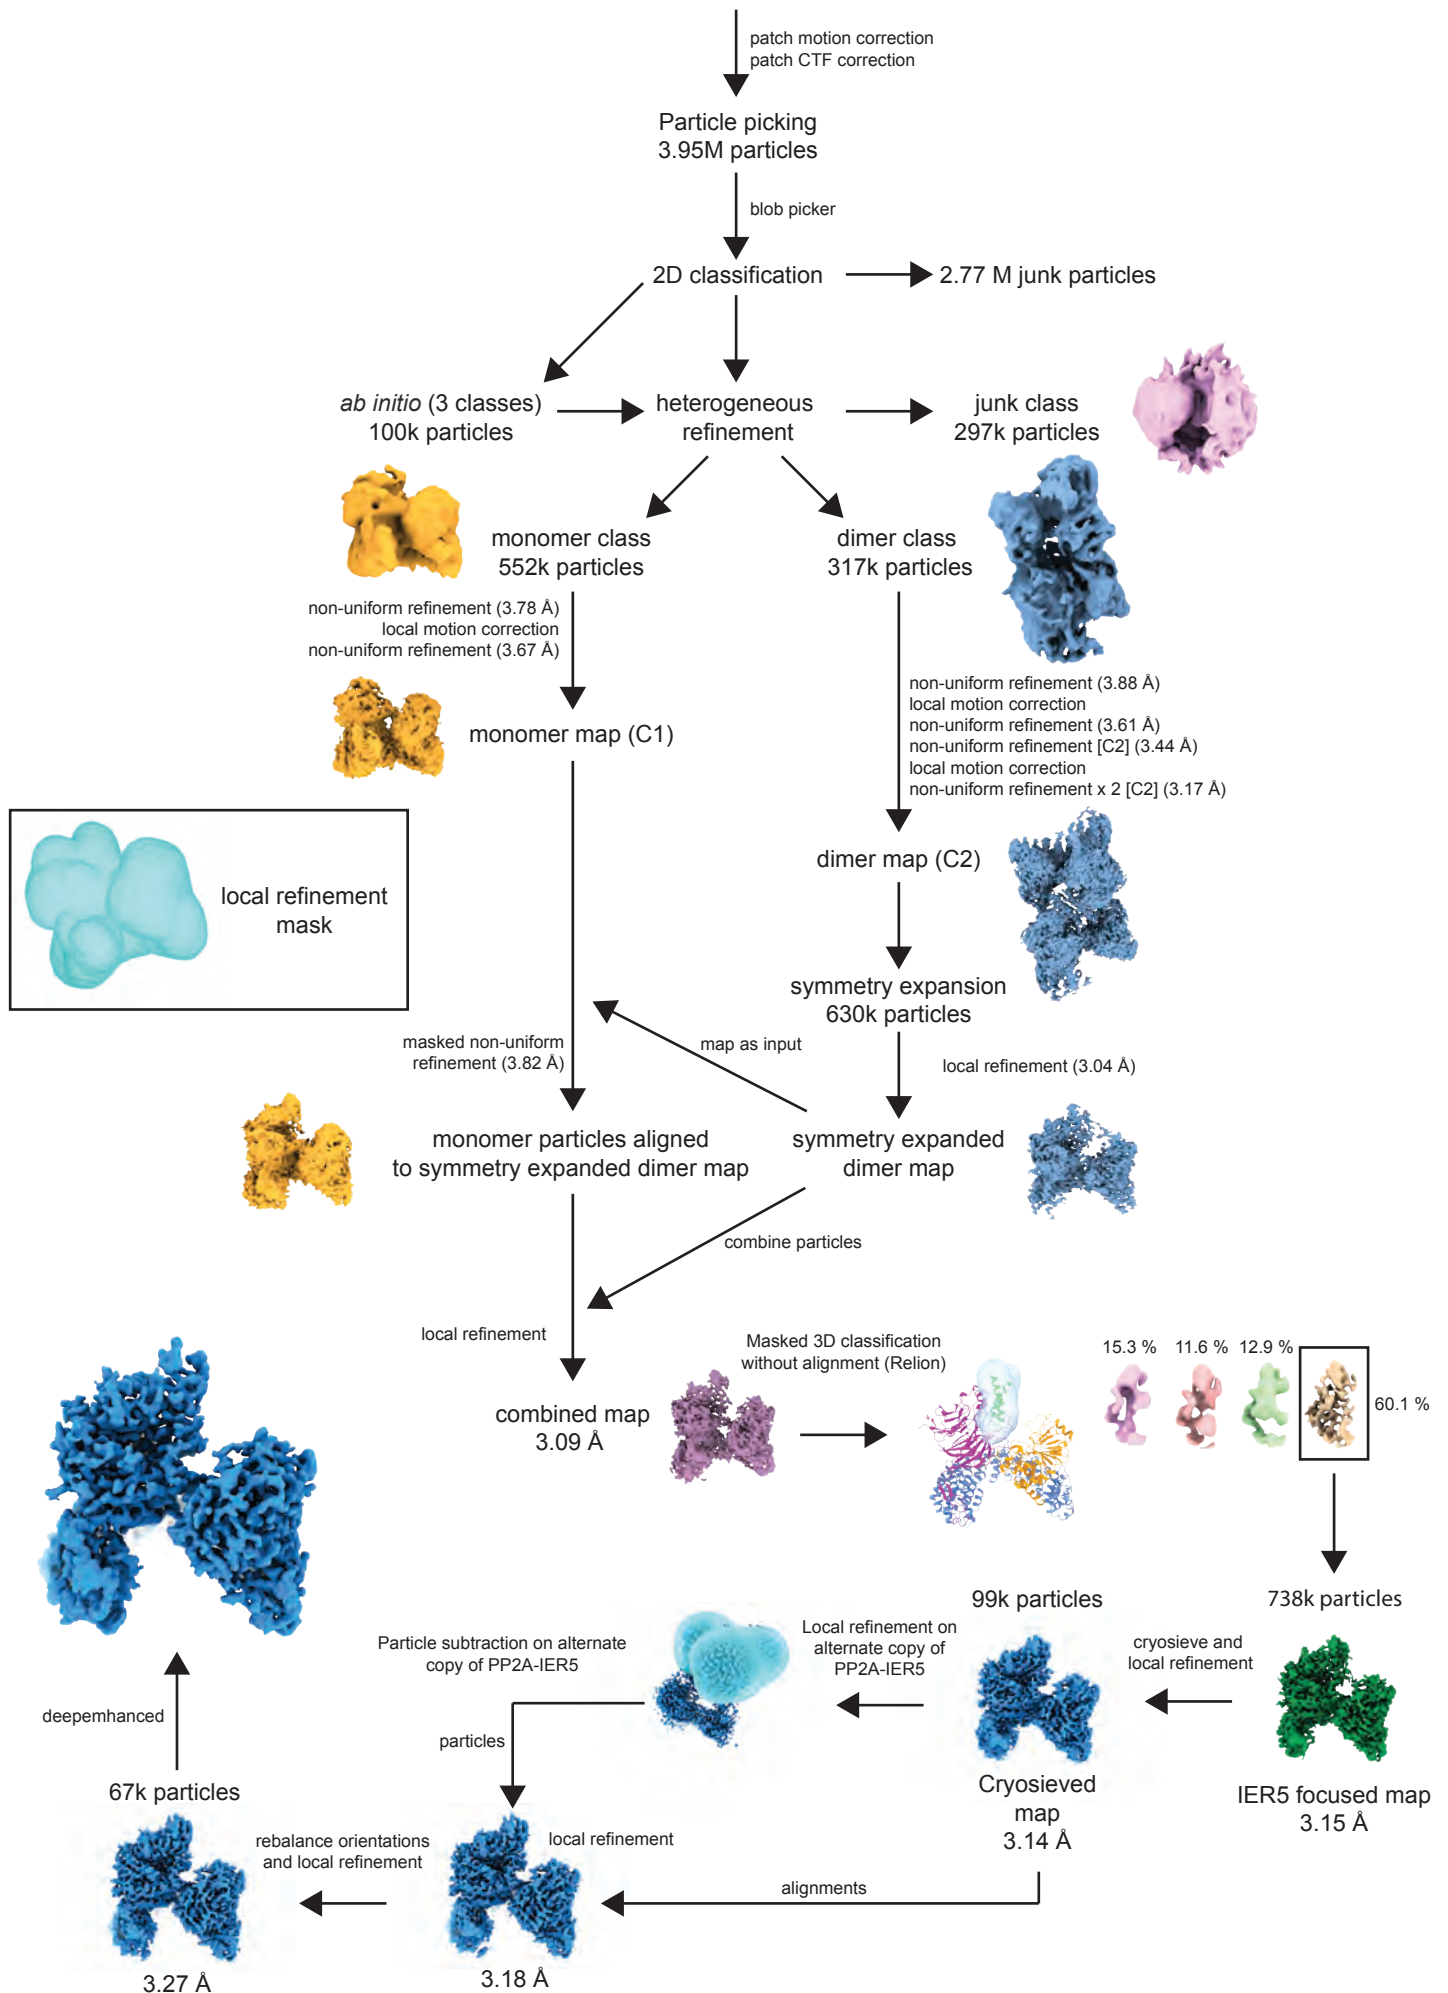 patch motion correction
patch CTF correction
Particle picking
3.95M particles
blob picker
2D classification
2.77 M junk particles
ab initio (3 classes)
100k particles
heterogeneous
refinement
junk class
297k particles
monomer class
552k particles
dimer class
317k particles
non-uniform refinement (3.78 Å)
local motion correction
non-uniform refinement (3.67 Å)
non-uniform refinement (3.88 Å)
local motion correction
non-uniform refinement (3.61 Å)
non-uniform refinement [C2] (3.44 Å)
local motion correction
non-uniform refinement x 2 [C2] (3.17 Å)
monomer map (C1)
dimer map (C2)
local refinement
mask
symmetry expansion
630k particles
masked non-uniform
refinement (3.82 Å)
map as input
local refinement (3.04 Å)
monomer particles aligned
to symmetry expanded dimer map
symmetry expanded
dimer map
combine particles
local refinement
combined map
3.09 Å
Masked 3D classification
without alignment (Relion)
15.3 %
11.6 %
12.9 %
60.1 %
738k particles
99k particles
cryosieve and
local refinement
Local refinement on
alternate copy of
PP2A-IER5
Particle subtraction on alternate
copy of PP2A-IER5
particles
deepemhanced
67k particles
Cryosieved
map
3.14 Å
IER5 focused map
3.15 Å
rebalance orientations
and local refinement
local refinement
alignments
3.27 Å
3.18 Å